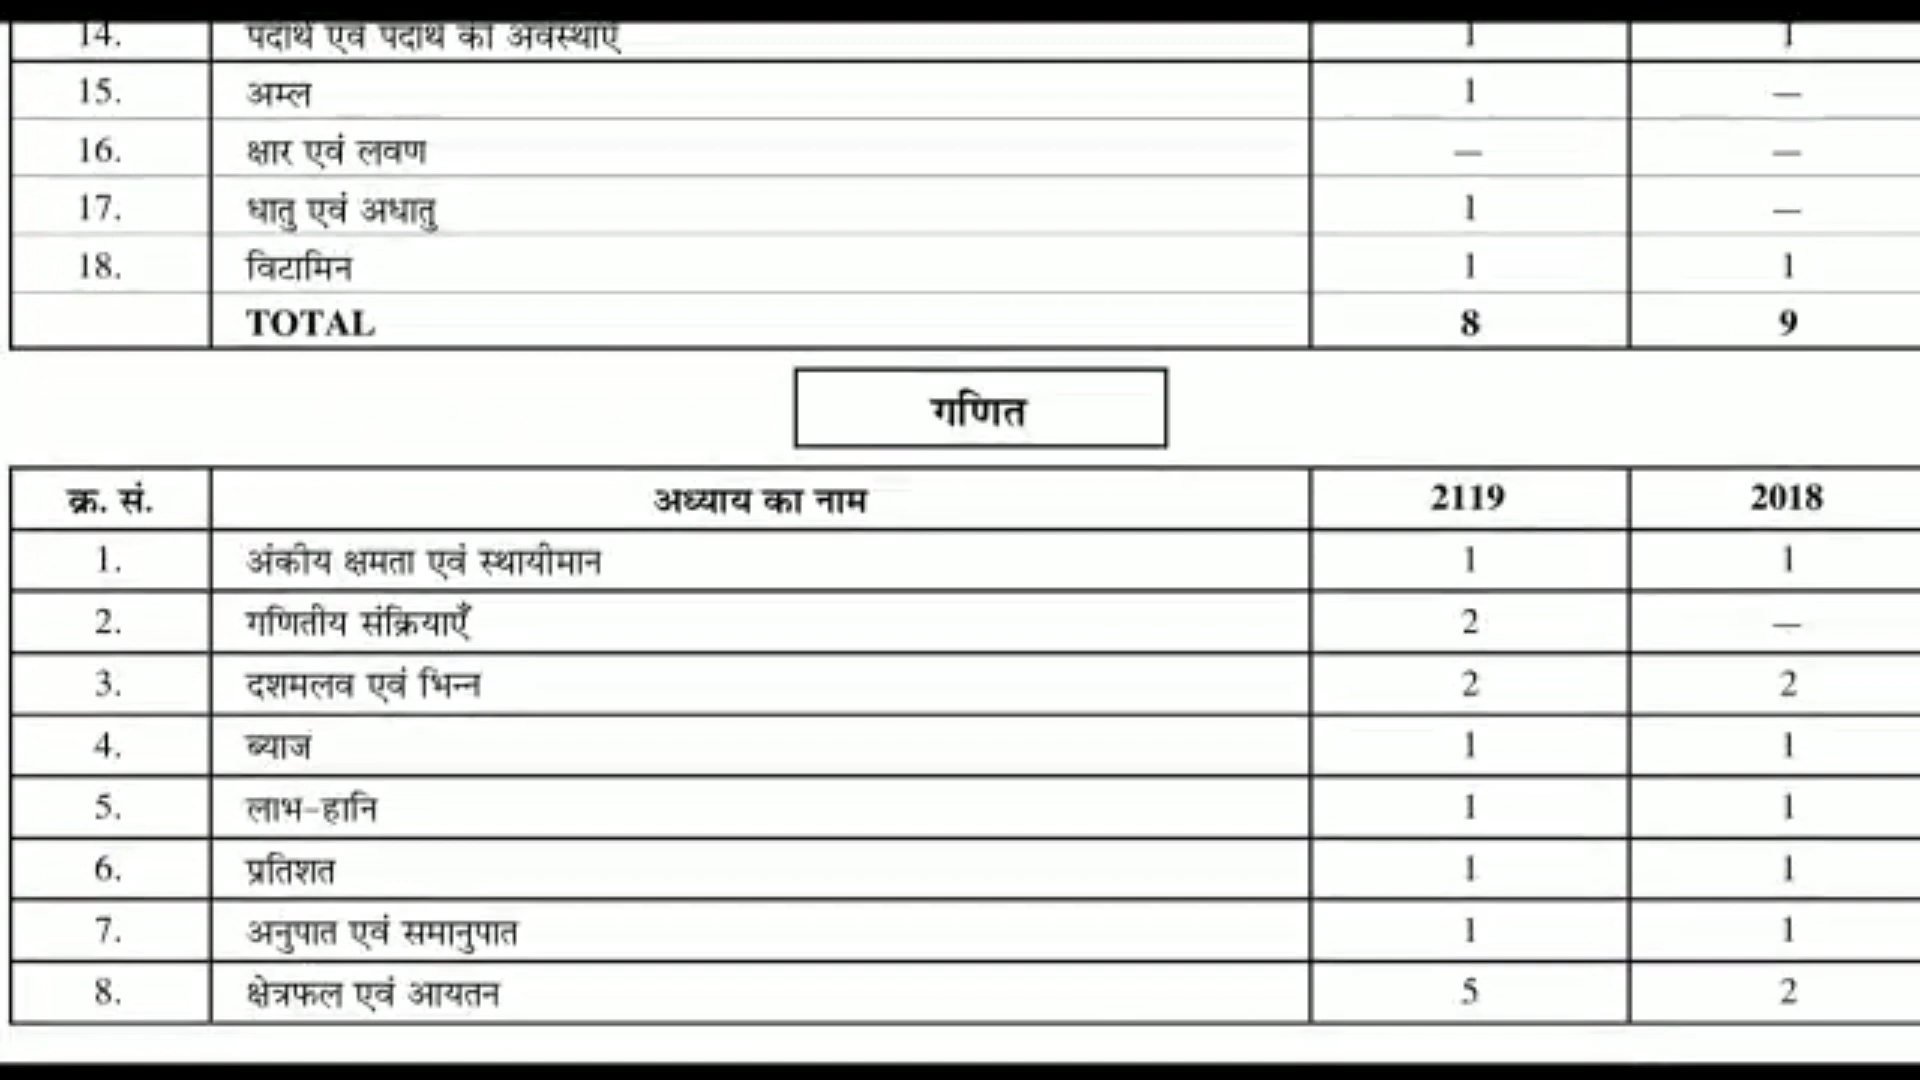 14. पदार्थ एवं पदार्थ की अवस्थाएँ 1 1
15. अम्ल 1 —
16. क्षार एवं लवण — —
17. धातु एवं अधातु 1 —
18. विटामिन 1 1
TOTAL 8 9
गणित
क्र. सं. अध्याय का नाम 2119 2018
1. अंकीय क्षमता एवं स्थायीमान 1 1
2. गणितीय संक्रियाएँ 2 —
3. दशमलव एवं भिन्न 2 2
4. ब्याज 1 1
5. लाभ-हानि 1 1
6. प्रतिशत 1 1
7. अनुपात एवं समानुपात 1 1
8. क्षेत्रफल एवं आयतन 5 2